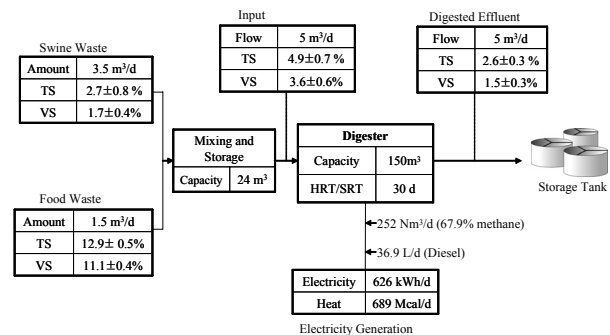 Input
Flow 5 m³/d
TS 4.9±0.7 %
VS 3.6±0.6%
Digested Effluent
Flow 5 m³/d
TS 2.6±0.3 %
VS 1.5±0.3%
Swine Waste
Amount 3.5 m³/d
TS 2.7±0.8 %
VS 1.7±0.4%
Mixing and
Storage
Capacity 24 m³
Digester
Capacity 150m³
HRT/SRT 30 d
Storage Tank
Food Waste
Amount 1.5 m³/d
TS 12.9± 0.5%
VS 11.1±0.4%
252 Nm³/d (67.9% methane)
36.9 L/d (Diesel)
Electricity 626 kWh/d
Heat 689 Mcal/d
Electricity Generation